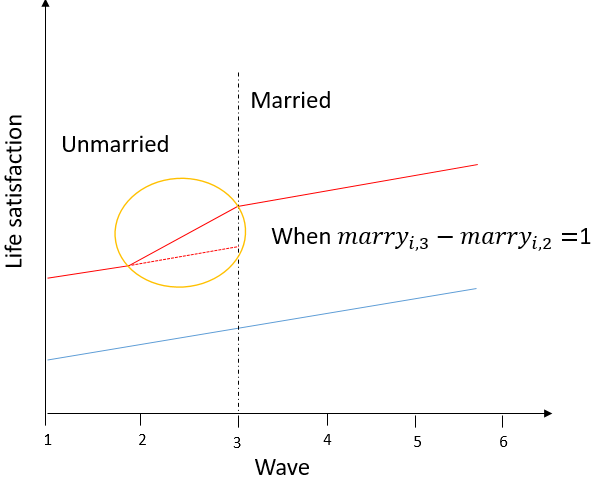 Married
Unmarried
Life satisfaction
When marry_{i,3} − marry_{i,2} =1
1 2 3 4 5 6
Wave